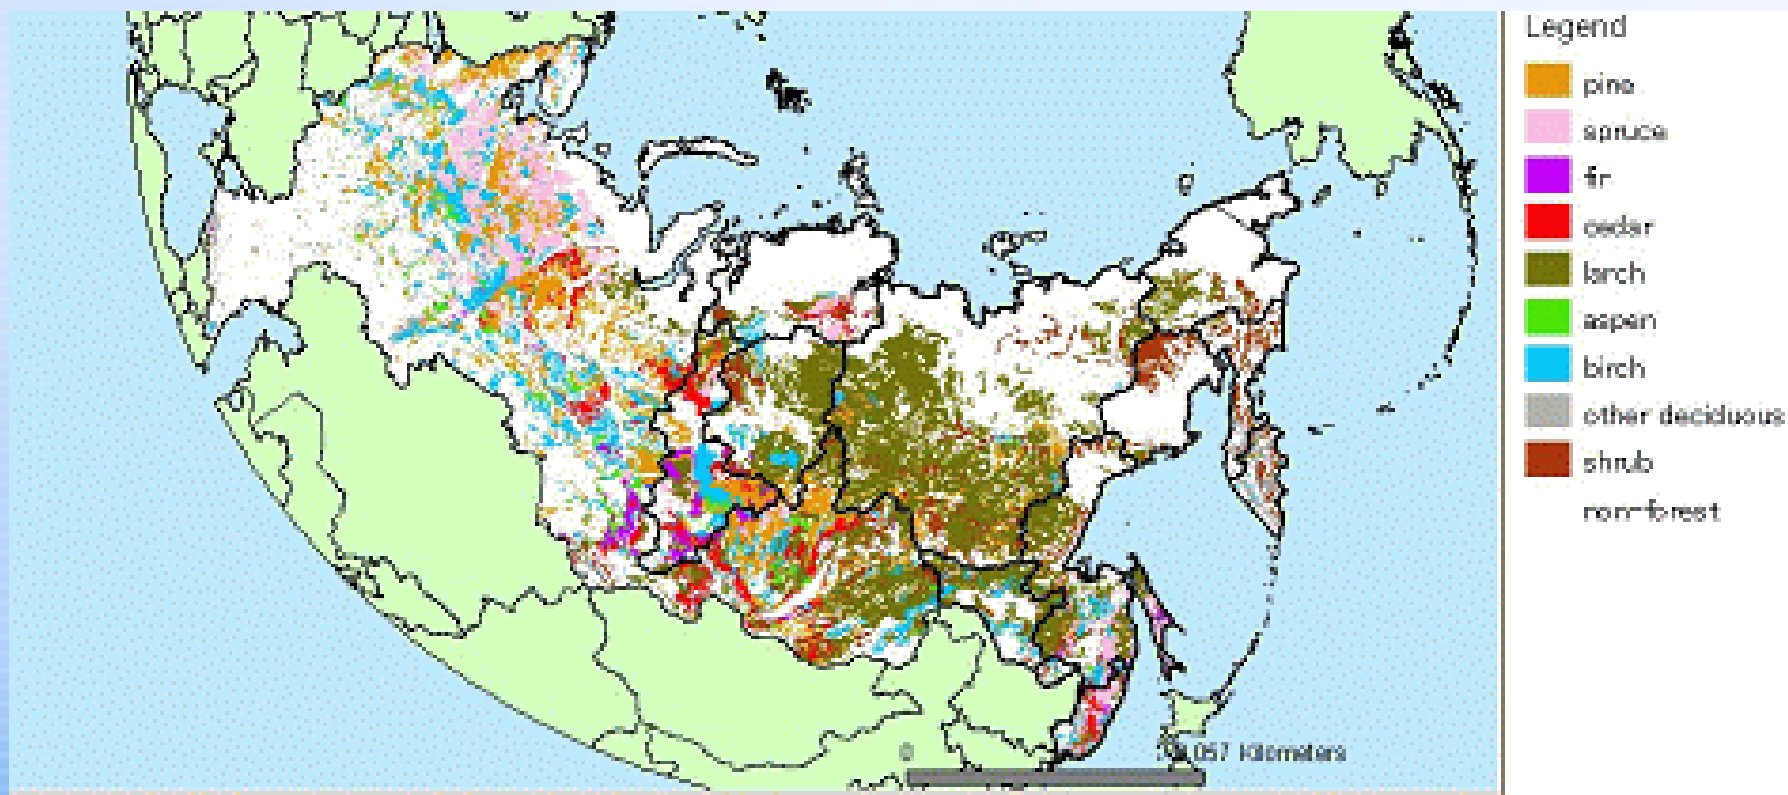 Legend
pine
spruce
fir
cedar
larch
aspen
birch
other deciduous
shrub
non-forest
0
Kilometers